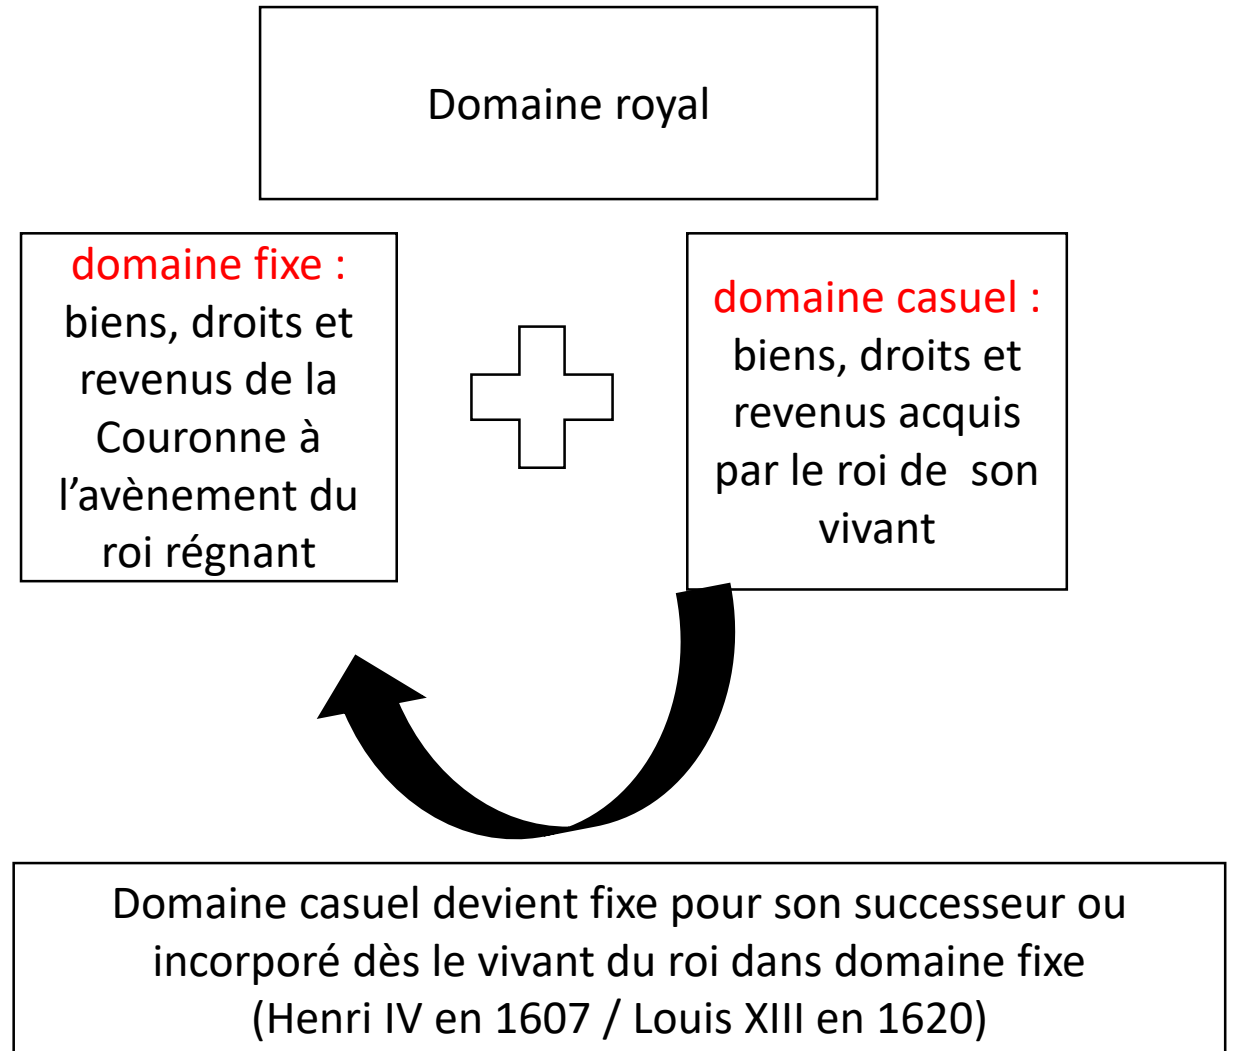 Domaine royal
domaine fixe :
biens, droits et
revenus de la
Couronne à
l’avènement du
roi régnant
domaine casuel :
biens, droits et
revenus acquis
par le roi de  son
vivant
Domaine casuel devient fixe pour son successeur ou
incorporé dès le vivant du roi dans domaine fixe
(Henri IV en 1607 / Louis XIII en 1620)